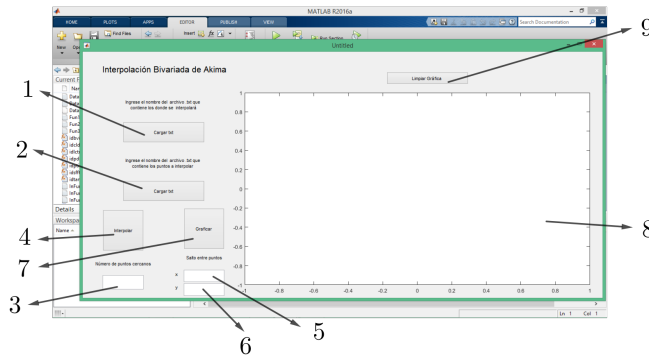 MATLAB R2016a
HOME PLOTS APPS EDITOR PUBLISH VIEW
Search Documentation
Find Files Insert fx
New Run Section
Untitled
Interpolación Bivariada de Akima
Limpiar Gráfica
Ingrese el nombre del archivo .txt que
contiene los donde se interpolará
Cargar txt
Ingrese el nombre del archivo .txt que
contiene los puntos a interpolar
Cargar txt
Interpolar
Graficar
Número de puntos cercanos
Salto entre puntos
x
y
1
0.8
0.6
0.4
0.2
0
-0.2
-0.4
-0.6
-0.8
-1
-1 -0.8 -0.6 -0.4 -0.2 0 0.2 0.4 0.6 0.8 1
Current F
Details
Workspa
Name
Ln 1 Col 1
1
2
3
4
5
6
7
8
9